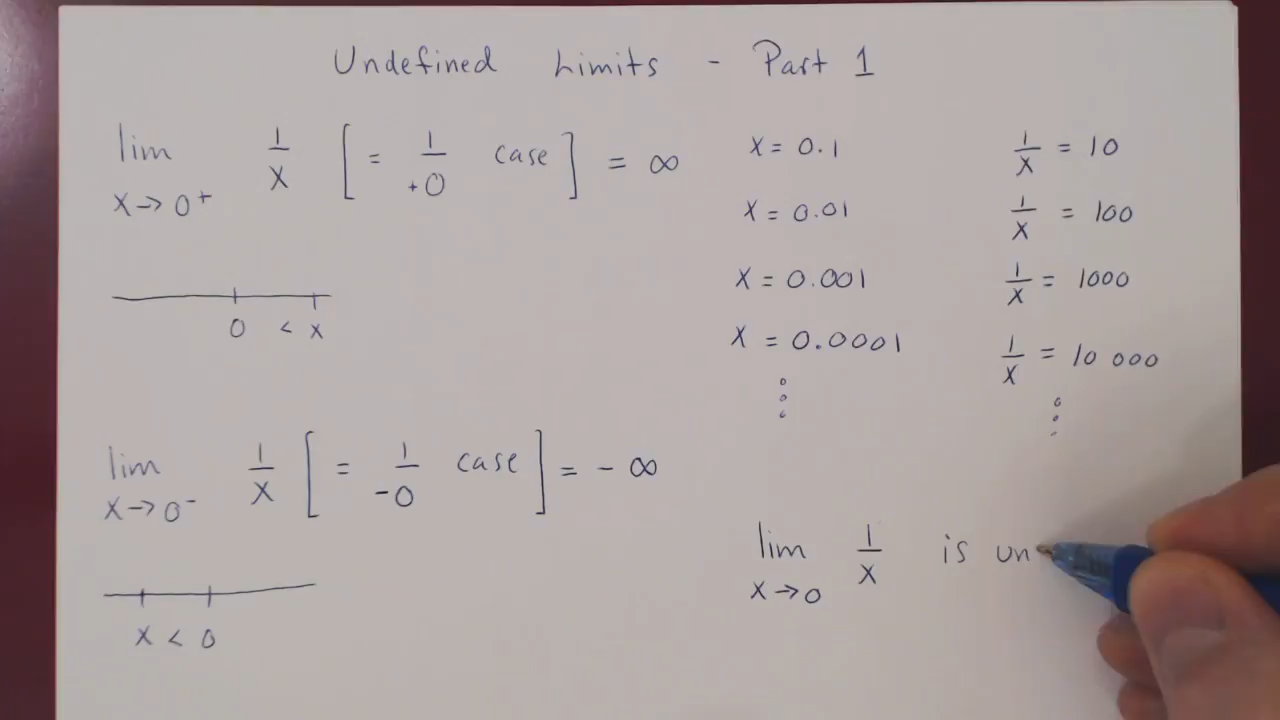 Undefined Limits - Part 1
lim x→0⁺ 1/x [= 1/+0 case] = ∞
0 < x
x = 0.1 1/x = 10
x = 0.01 1/x = 100
x = 0.001 1/x = 1000
x = 0.0001 1/x = 10 000
⋮ ⋮
lim x→0⁻ 1/x [= 1/-0 case] = - ∞
x < 0
lim x→0 1/x is un